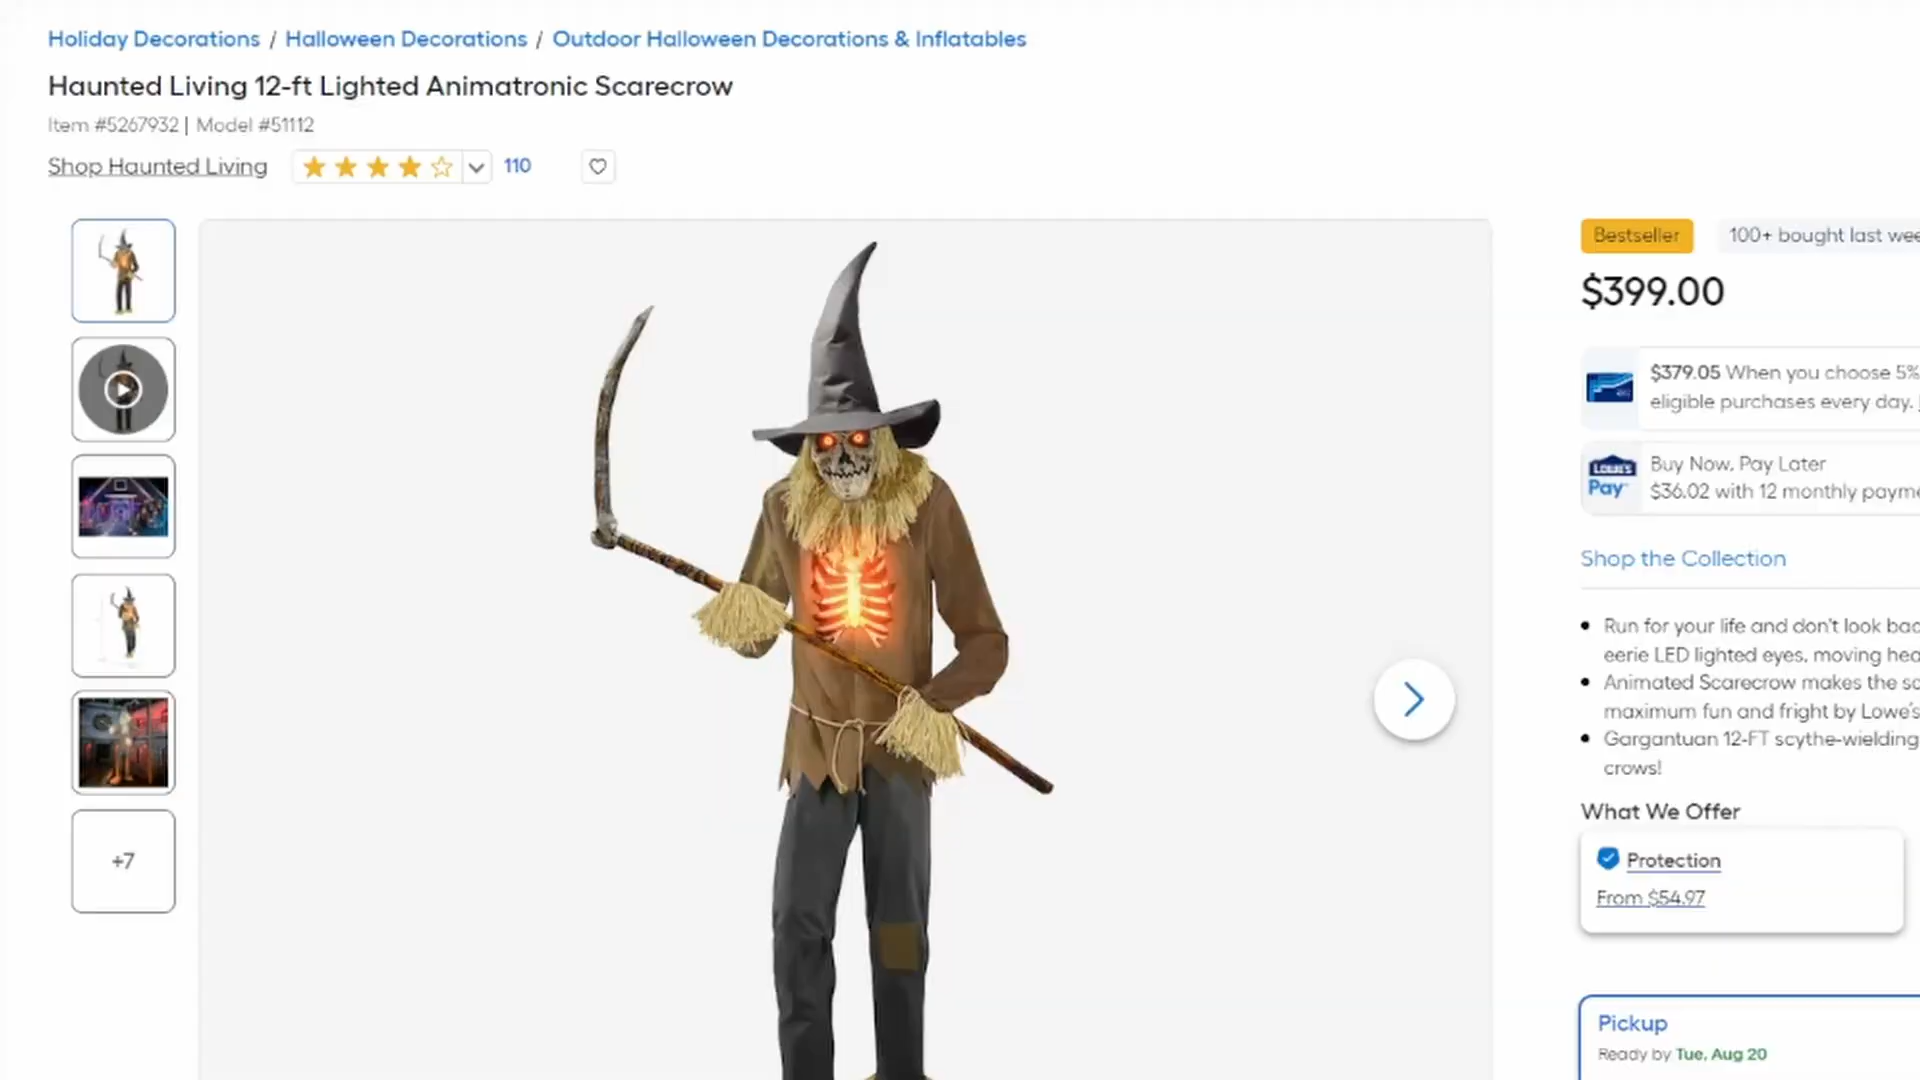 Holiday Decorations / Halloween Decorations / Outdoor Halloween Decorations & Inflatables
Haunted Living 12-ft Lighted Animatronic Scarecrow
Item #5267932 | Model #51112
Shop Haunted Living
110
+7
Bestseller
100+ bought last wee
$399.00
$379.05 When you choose 5%
eligible purchases every day.
LOWE'S
Pay
Buy Now, Pay Later
$36.02 with 12 monthly payme
Shop the Collection
Run for your life and don't look bac
eerie LED lighted eyes, moving hea
Animated Scarecrow makes the sc
maximum fun and fright by Lowe's
Gargantuan 12-FT scythe-wielding
crows!
What We Offer
Protection
From $54.97
Pickup
Ready by Tue, Aug 20